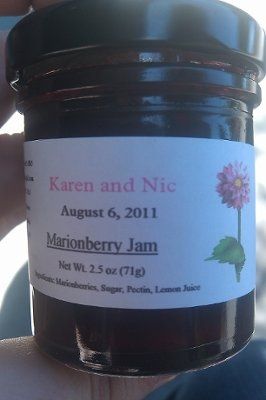 Karen and Nic
August 6, 2011
Marionberry Jam
Net Wt. 2.5 oz (71g)
Ingredients: Marionberries, Sugar, Pectin, Lemon Juice